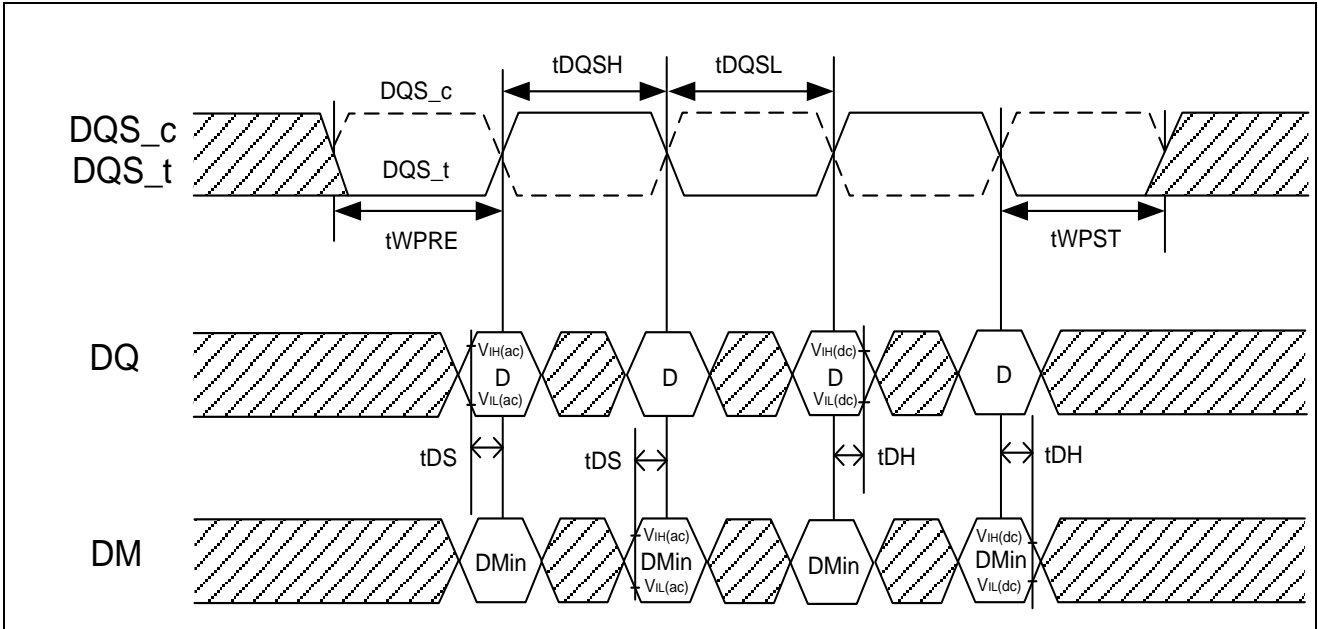 tDQSH
tDQSL
DQS_c
DQS_c
DQS_t
DQS_t
tWPRE
tWPST
DQ
VIH(ac)
D
VIL(ac)
D
VIH(dc)
D
VIL(dc)
D
tDS
tDS
tDH
tDH
DM
DMin
VIH(ac)
DMin
VIL(ac)
DMin
VIH(dc)
DMin
VIL(dc)